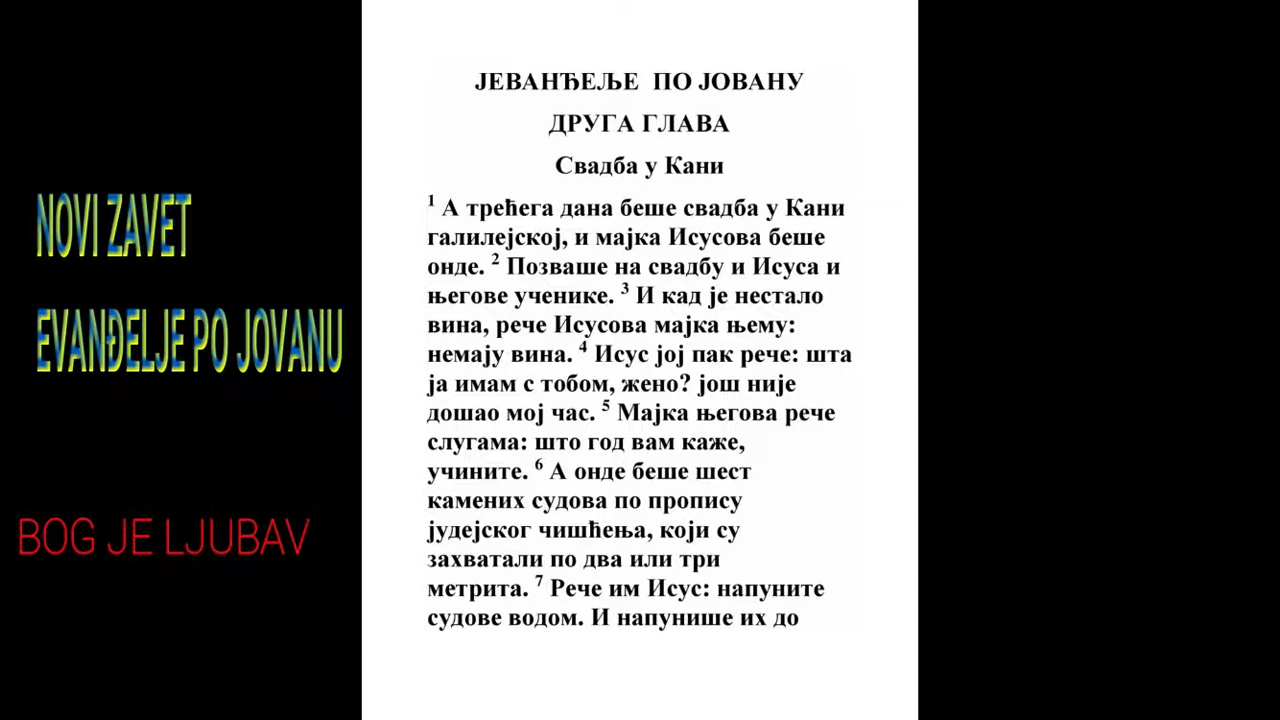 NOVI ZAVET
EVANĐELJE PO JOVANU
BOG JE LJUBAV
ЈЕВАНЂЕЉЕ ПО ЈОВАНУ
ДРУГА ГЛАВА
Свадба у Кани
1 А трећега дана беше свадба у Кани
галилејској, и мајка Исусова беше
онде. 2 Позваше на свадбу и Исуса и
његове ученике. 3 И кад је нестало
вина, рече Исусова мајка њему:
немају вина. 4 Исус јој пак рече: шта
ја имам с тобом, жено? још није
дошао мој час. 5 Мајка његова рече
слугама: што год вам каже,
учините. 6 А онде беше шест
камених судова по пропису
јудејског чишћења, који су
захватали по два или три
метрита. 7 Рече им Исус: напуните
судове водом. И напунише их до